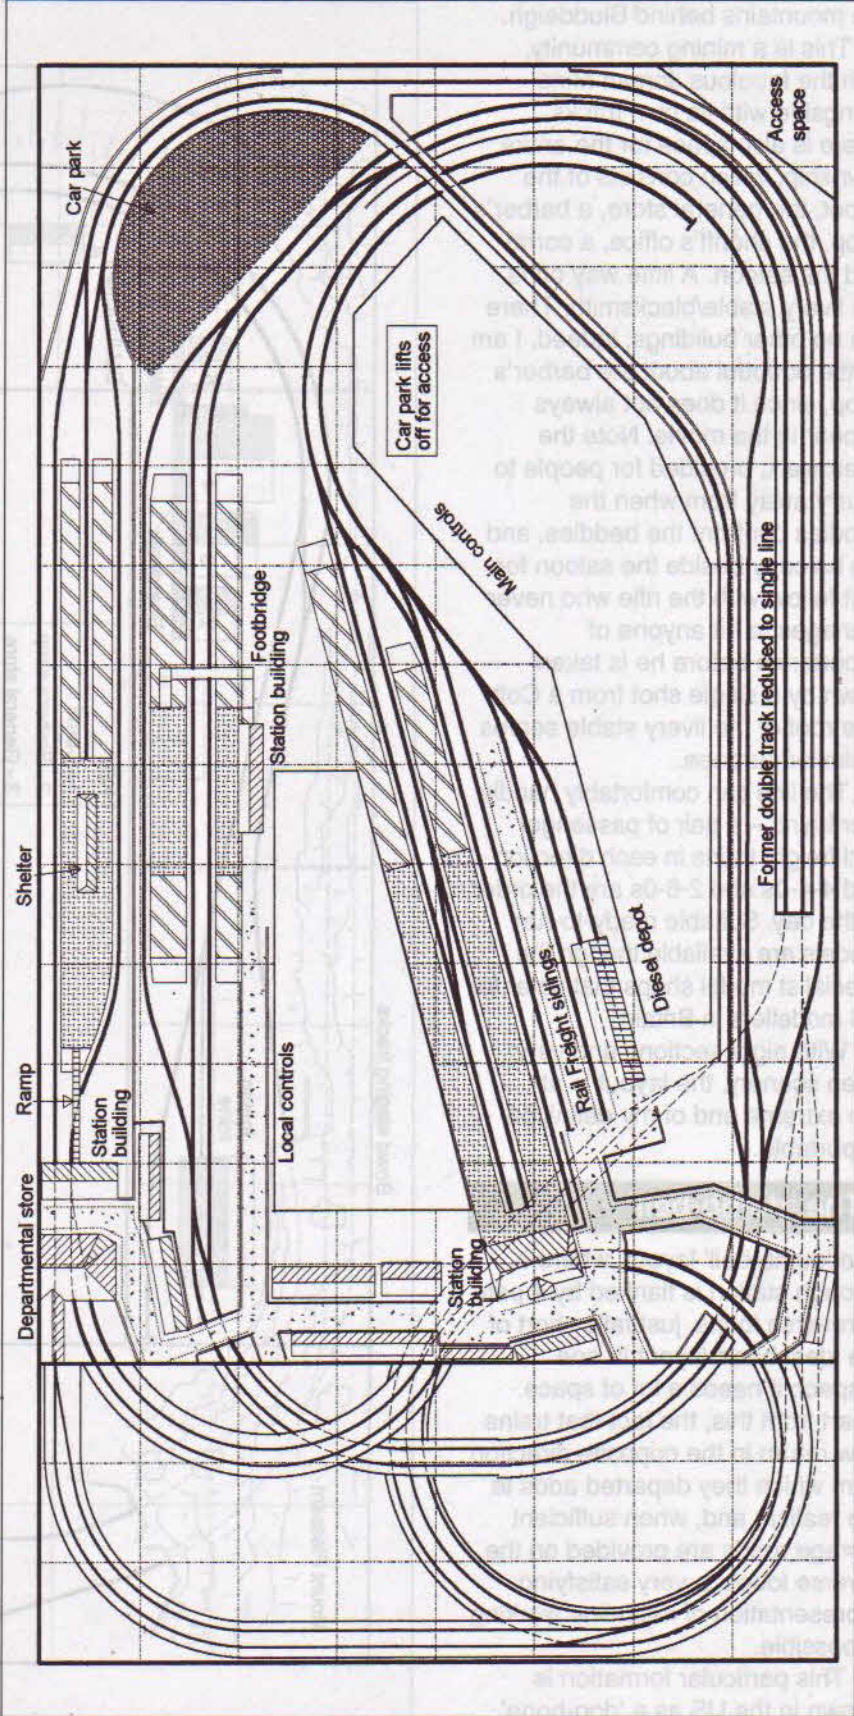 Departmental store
Ramp
Shelter
Car park
Station
building
Footbridge
Station building
Local controls
Car park lifts
off for access
Station
building
Main controls
Rail Freight sidings
Diesel depot
Former double track reduced to single line
Access
space